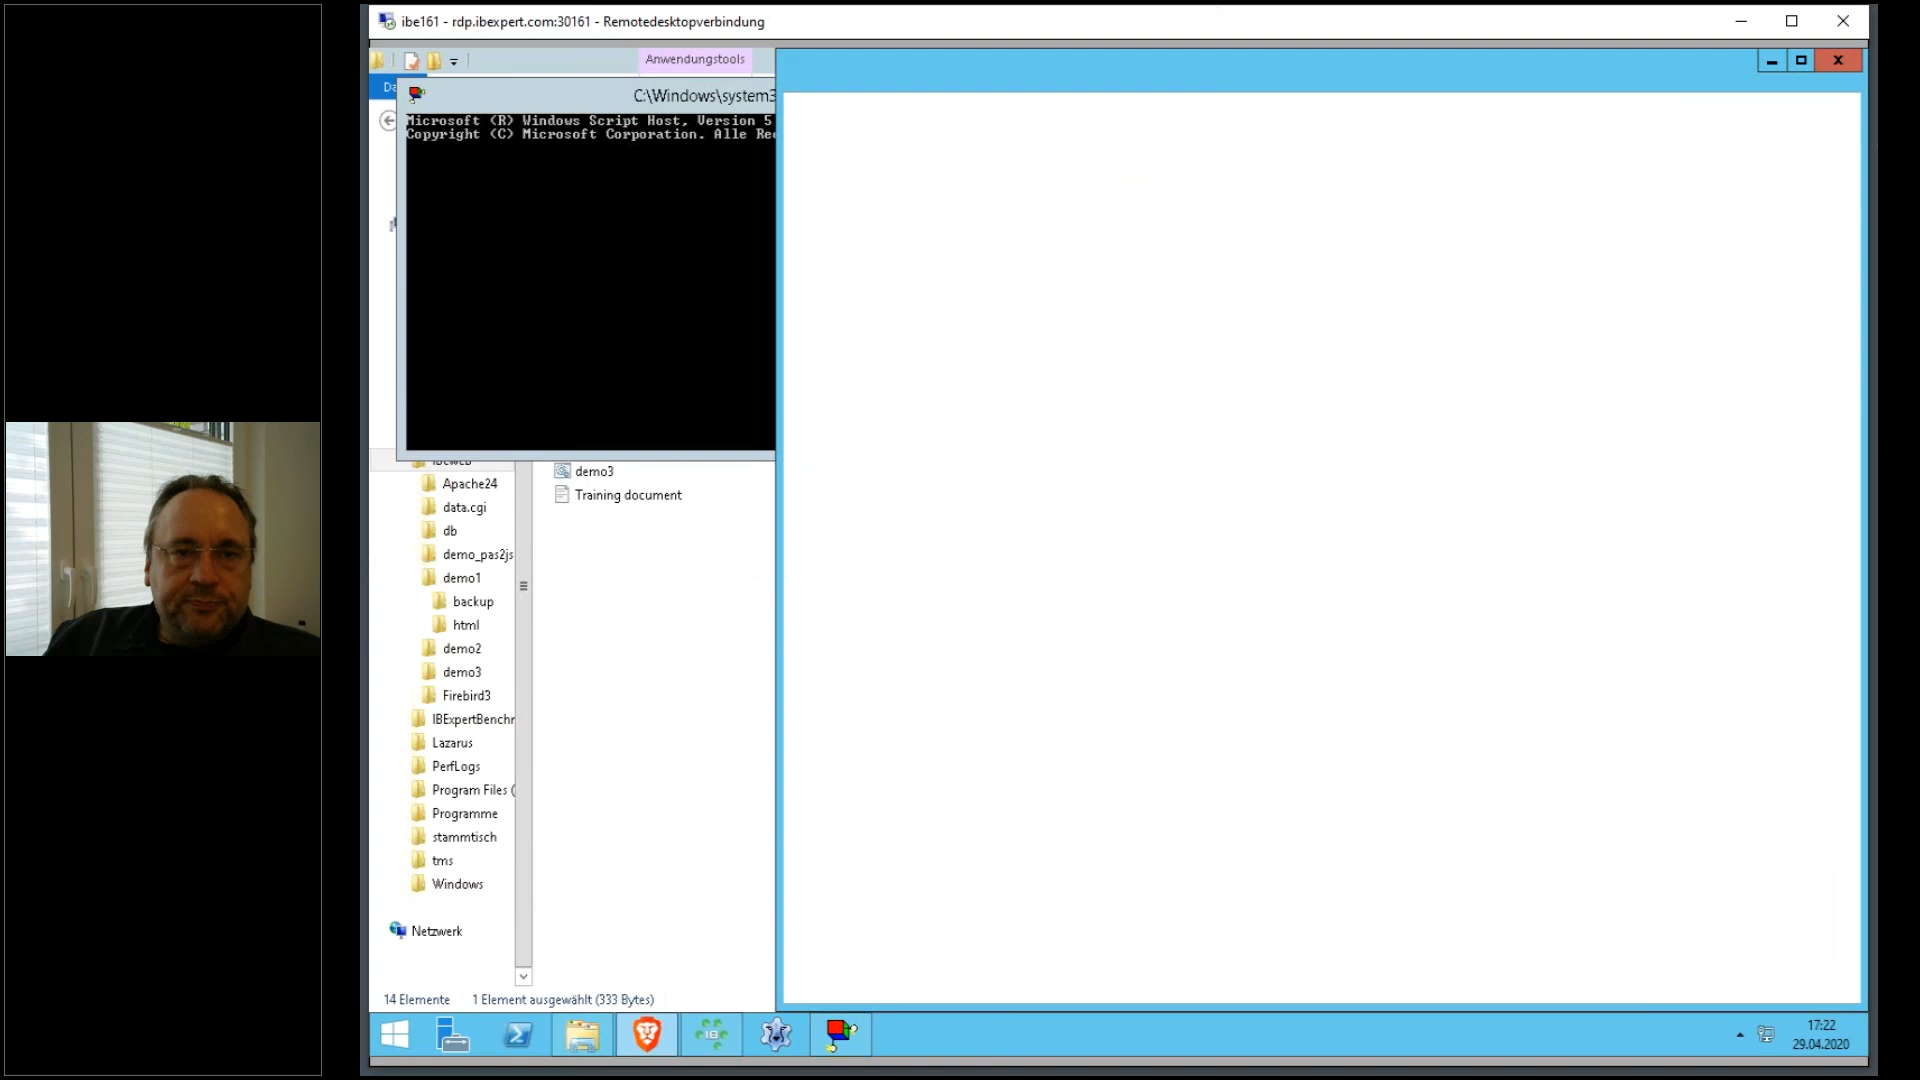 ibe161 - rdp.ibexpert.com:30161 - Remotedesktopverbindung
Anwendungstools
Da
C:\Windows\system3
Microsoft (R) Windows Script Host, Version 5
Copyright (C) Microsoft Corporation. Alle Rec
demo3
Training document
Apache24
data.cgi
db
demo_pas2js
demo1
backup
html
demo2
demo3
Firebird3
IBExpertBenchr
Lazarus
PerfLogs
Program Files (
Programme
stammtisch
tms
Windows
Netzwerk
14 Elemente 1 Element ausgewählt (333 Bytes)
17:22
29.04.2020